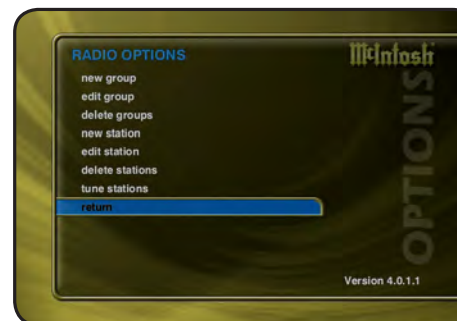 RADIO OPTIONS
McIntosh
new group
edit group
delete groups
new station
edit station
delete stations
tune stations
return
OPTIONS
Version 4.0.1.1